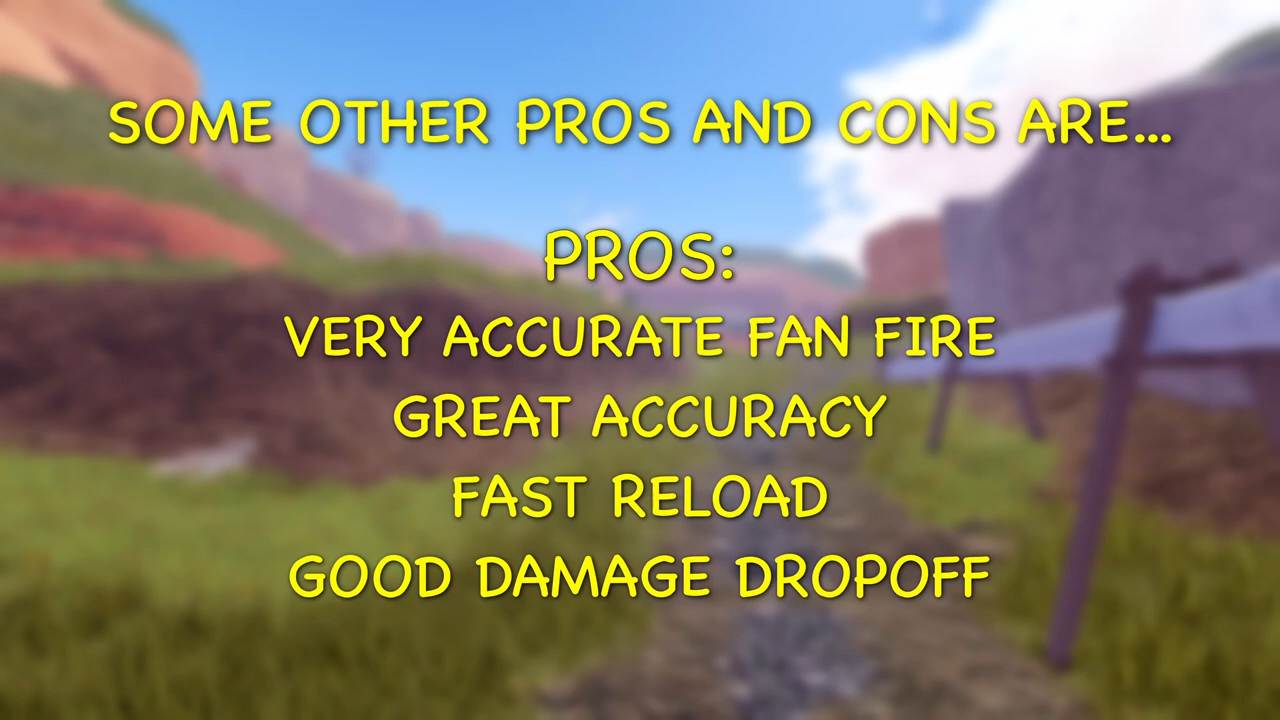 SOME OTHER PROS AND CONS ARE...
PROS:
VERY ACCURATE FAN FIRE
GREAT ACCURACY
FAST RELOAD
GOOD DAMAGE DROPOFF